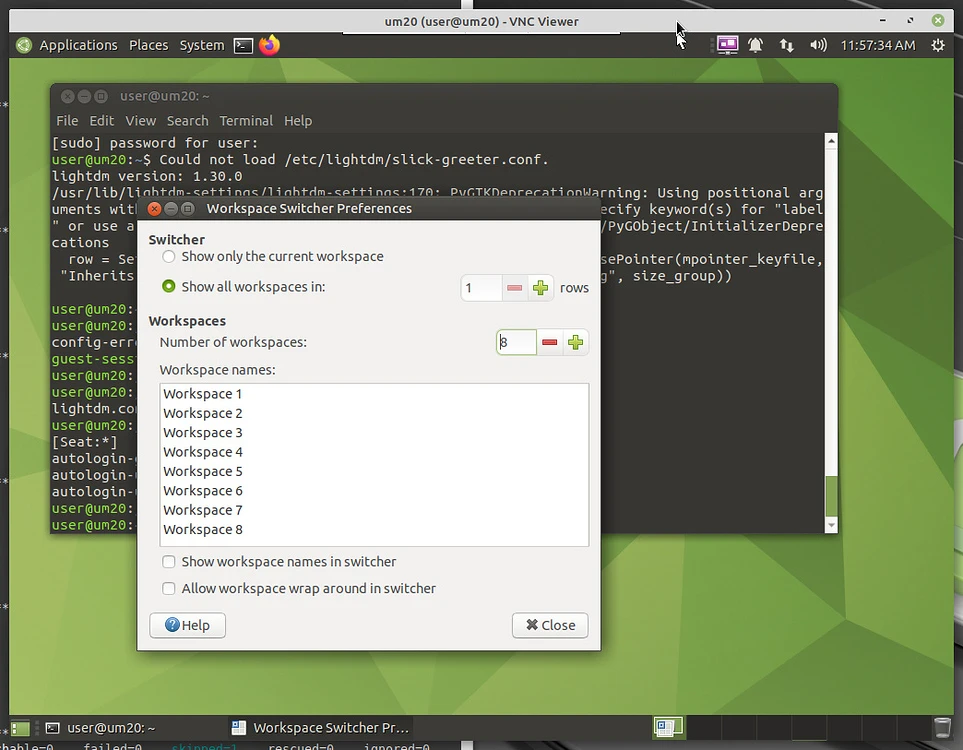 um20 (user@um20) - VNC Viewer
Applications Places System 11:57:34 AM
user@um20: ~
File Edit View Search Terminal Help
[sudo] password for user:
user@um20:~$ Could not load /etc/lightdm/slick-greeter.conf.
lightdm version: 1.30.0
/usr/lib/lightdm-settings/lightdm-settings:170: PyGTKDeprecationWarning: Using positional arg
uments wit ecify keyword(s) for "label
" or use a /PyGObject/InitializerDepre
cations
row = Se sePointer(mpointer_keyfile,
"Inherits g", size_group))
user@um20:
user@um20:
config-err
guest-sess
user@um20:
user@um20:
lightdm.co
user@um20:
[Seat:*]
autologin-
autologin-
autologin-
user@um20:
user@um20:
Workspace Switcher Preferences
Switcher
Show only the current workspace
Show all workspaces in: 1 rows
Workspaces
Number of workspaces: 8
Workspace names:
Workspace 1
Workspace 2
Workspace 3
Workspace 4
Workspace 5
Workspace 6
Workspace 7
Workspace 8
Show workspace names in switcher
Allow workspace wrap around in switcher
Help Close
user@um20: ~ Workspace Switcher Pr...
hable=0 failed=0 skipped=1 rescued=0 ignored=0